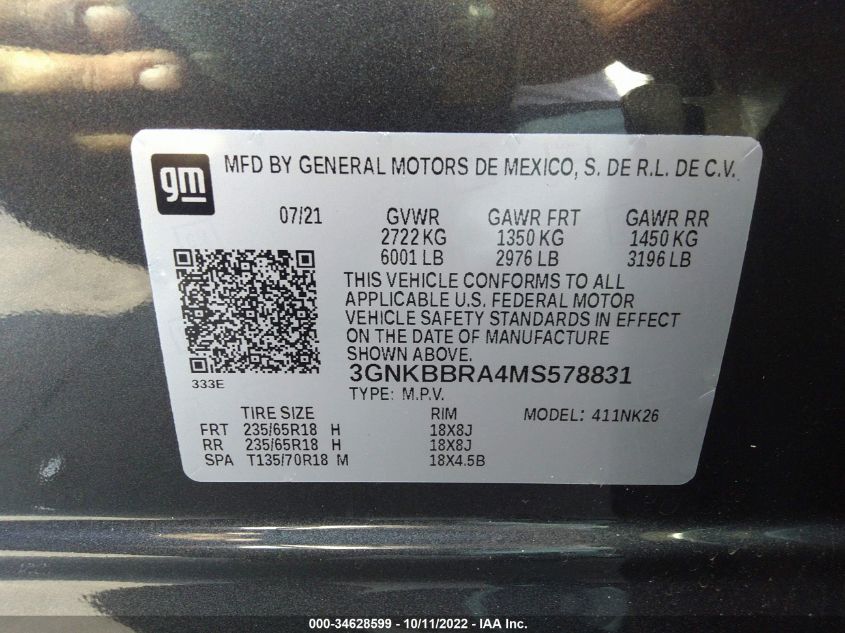 gm
MFD BY GENERAL MOTORS DE MEXICO, S. DE R.L. DE C.V.
07/21 GVWR GAWR FRT GAWR RR
2722 KG 1350 KG 1450 KG
6001 LB 2976 LB 3196 LB
THIS VEHICLE CONFORMS TO ALL
APPLICABLE U.S. FEDERAL MOTOR
VEHICLE SAFETY STANDARDS IN EFFECT
ON THE DATE OF MANUFACTURE
SHOWN ABOVE.
333E
3GNKBBRA4MS578831
TYPE: M.P.V.
TIRE SIZE RIM MODEL: 411NK26
FRT 235/65R18 H 18X8J
RR 235/65R18 H 18X8J
SPA T135/70R18 M 18X4.5B
000-34628599 - 10/11/2022 - IAA Inc.